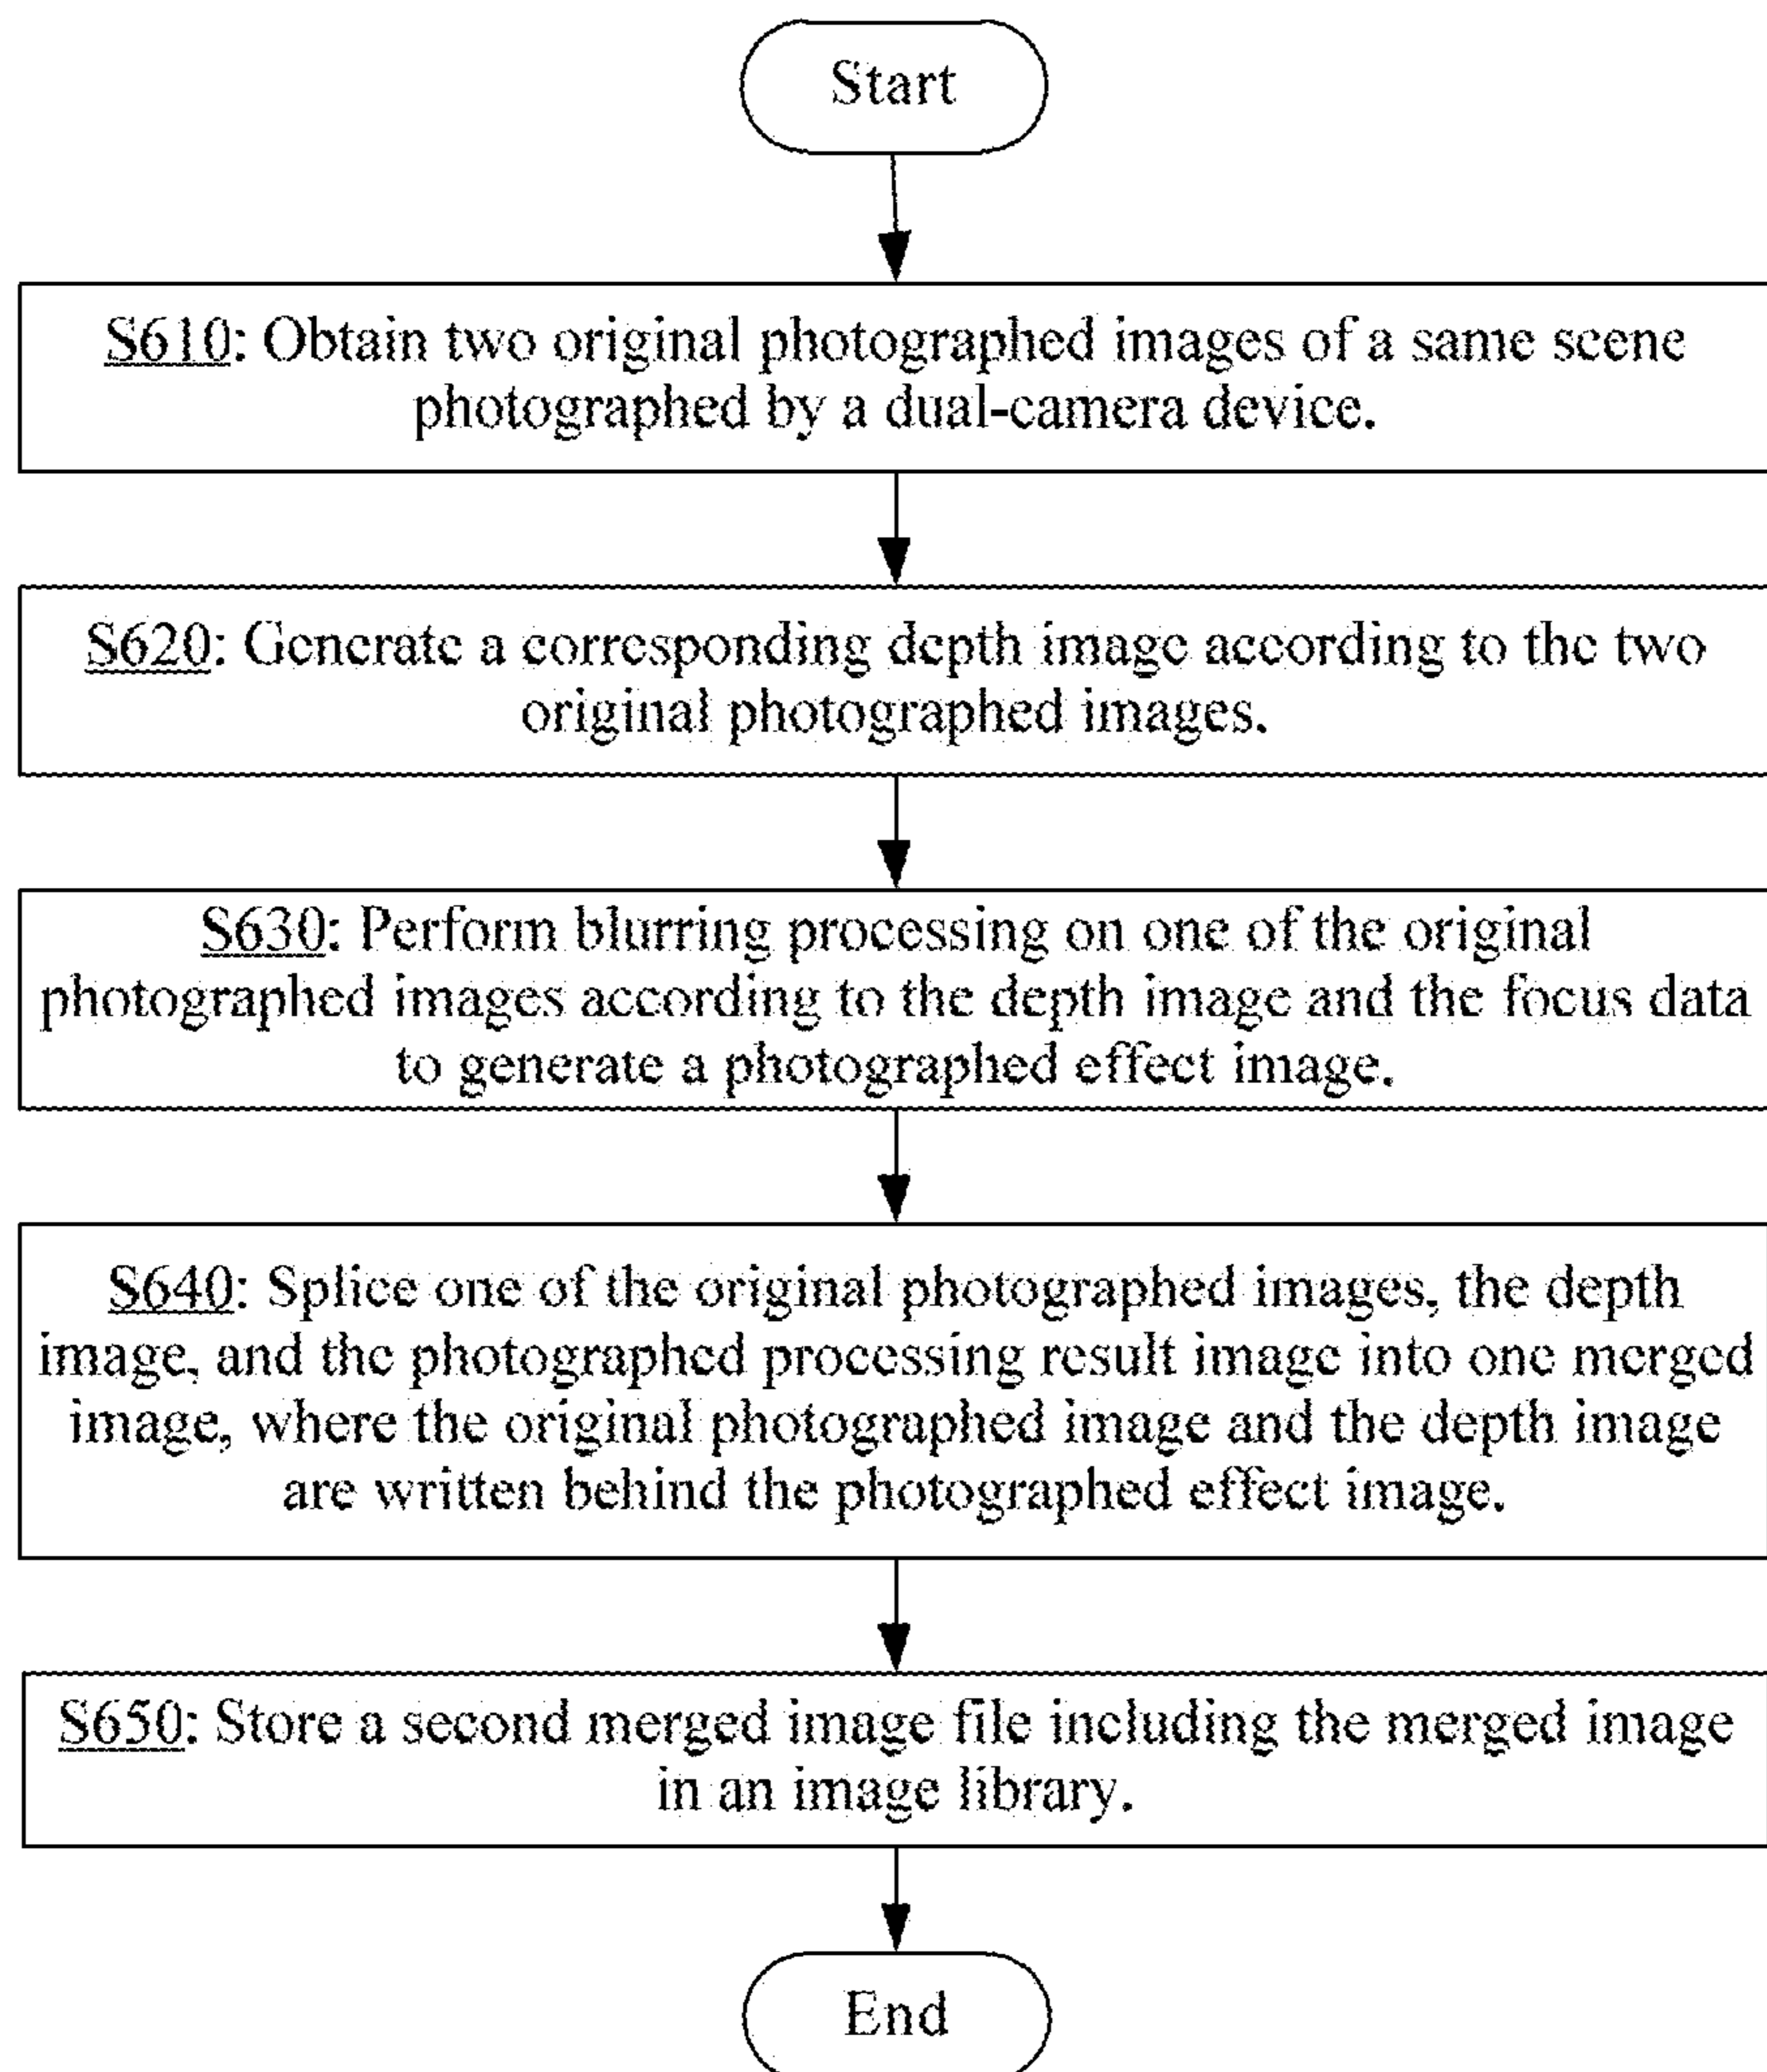 Start
S610: Obtain two original photographed images of a same scene
photographed by a dual-camera device.
S620: Generate a corresponding depth image according to the two
original photographed images.
S630: Perform blurring processing on one of the original
photographed images according to the depth image and the focus data
to generate a photographed effect image.
S640: Splice one of the original photographed images, the depth
image, and the photographed processing result image into one merged
image, where the original photographed image and the depth image
are written behind the photographed effect image.
S650: Store a second merged image file including the merged image
in an image library.
End